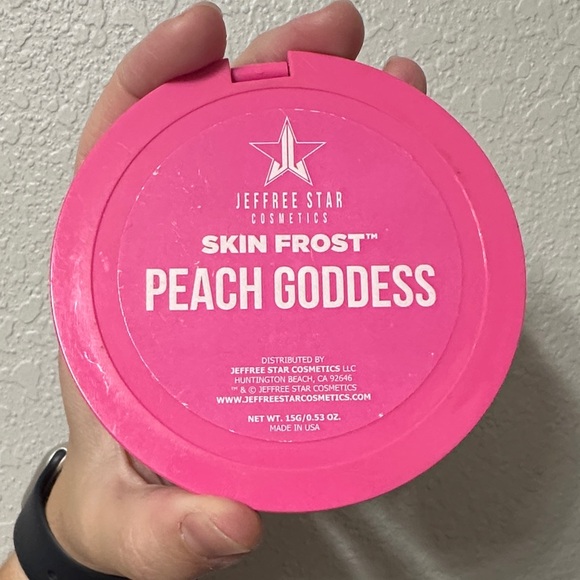 JEFFREE STAR
COSMETICS
SKIN FROST™
PEACH GODDESS
DISTRIBUTED BY
JEFFREE STAR COSMETICS LLC
HUNTINGTON BEACH, CA 92646
™ & © JEFFREE STAR COSMETICS
WWW.JEFFREESTARCOSMETICS.COM
NET WT. 15G/0.53 OZ.
MADE IN USA